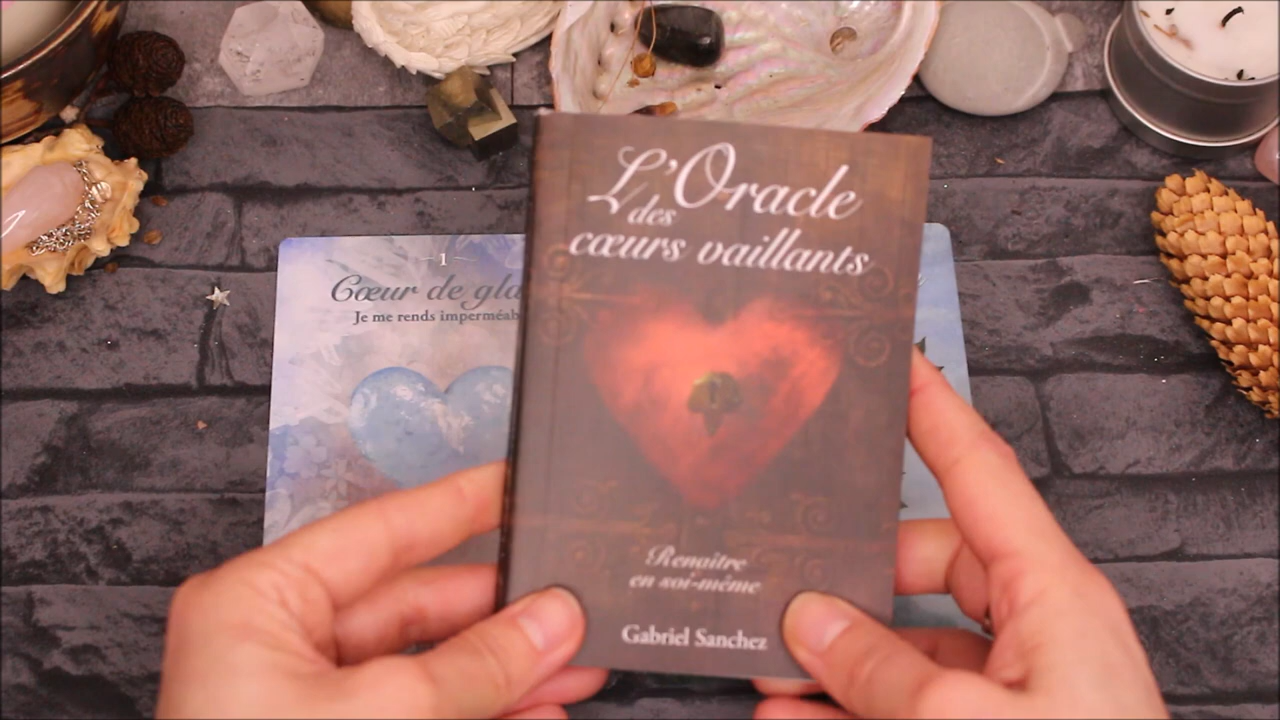 L'Oracle
des
cœurs vaillants
Renaître
en soi-même
Gabriel Sanchez
1
Cœur de gla
Je me rends imperméab